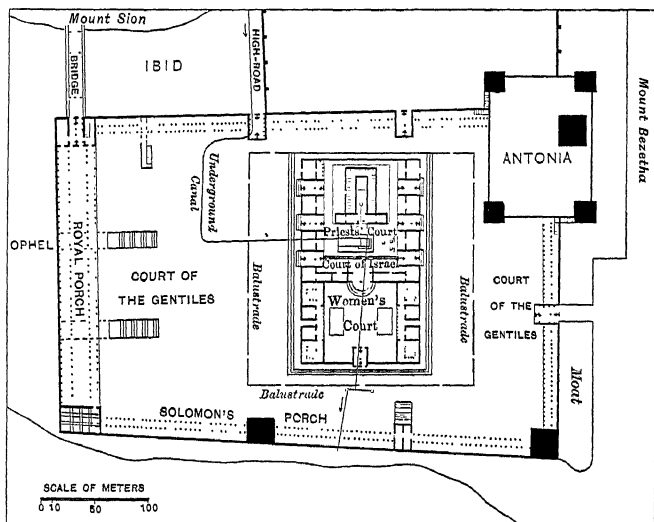 Mount Sion
BRIDGE
IBID
HIGH-ROAD
Mount Bezetha
ANTONIA
Underground
Canal
Priests' Court
Court of Israel
OPHEL
ROYAL PORCH
COURT OF
THE GENTILES
Balustrade
Women's
Court
Balustrade
COURT
OF THE
GENTILES
Moat
Balustrade
SOLOMON'S
PORCH
SCALE OF METERS
0 10 50 100